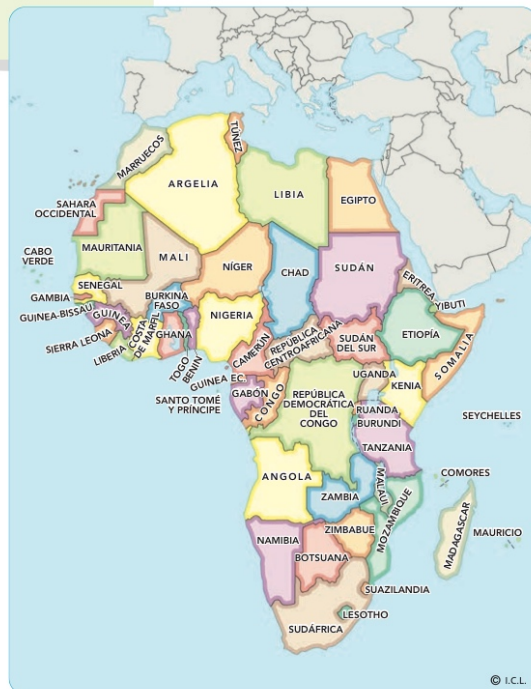 TÚNEZ
MARRUECOS
ARGELIA
LIBIA
EGIPTO
SAHARA
OCCIDENTAL
MAURITANIA
MALI
NÍGER
CHAD
SUDÁN
ERITREA
YIBUTI
CABO
VERDE
SENEGAL
GAMBIA
GUINEA-BISSAU
GUINEA
SIERRA LEONA
LIBERIA
COSTA
DE MARFIL
BURKINA
FASO
GHANA
TOGO
BENIN
NIGERIA
CAMERÚN
REPÚBLICA
CENTROAFRICANA
SUDÁN
DEL SUR
ETIOPÍA
SOMALIA
GUINEA EC.
SANTO TOMÉ
Y PRÍNCIPE
GABÓN
CONGO
REPÚBLICA
DEMOCRÁTICA
DEL
CONGO
UGANDA
KENIA
RUANDA
BURUNDI
TANZANIA
SEYCHELLES
COMORES
ANGOLA
ZAMBIA
MALAUI
MOZAMBIQUE
MADAGASCAR
MAURICIO
NAMIBIA
ZIMBABUE
BOTSUANA
SUAZILANDIA
LESOTHO
SUDÁFRICA
© I.C.L.